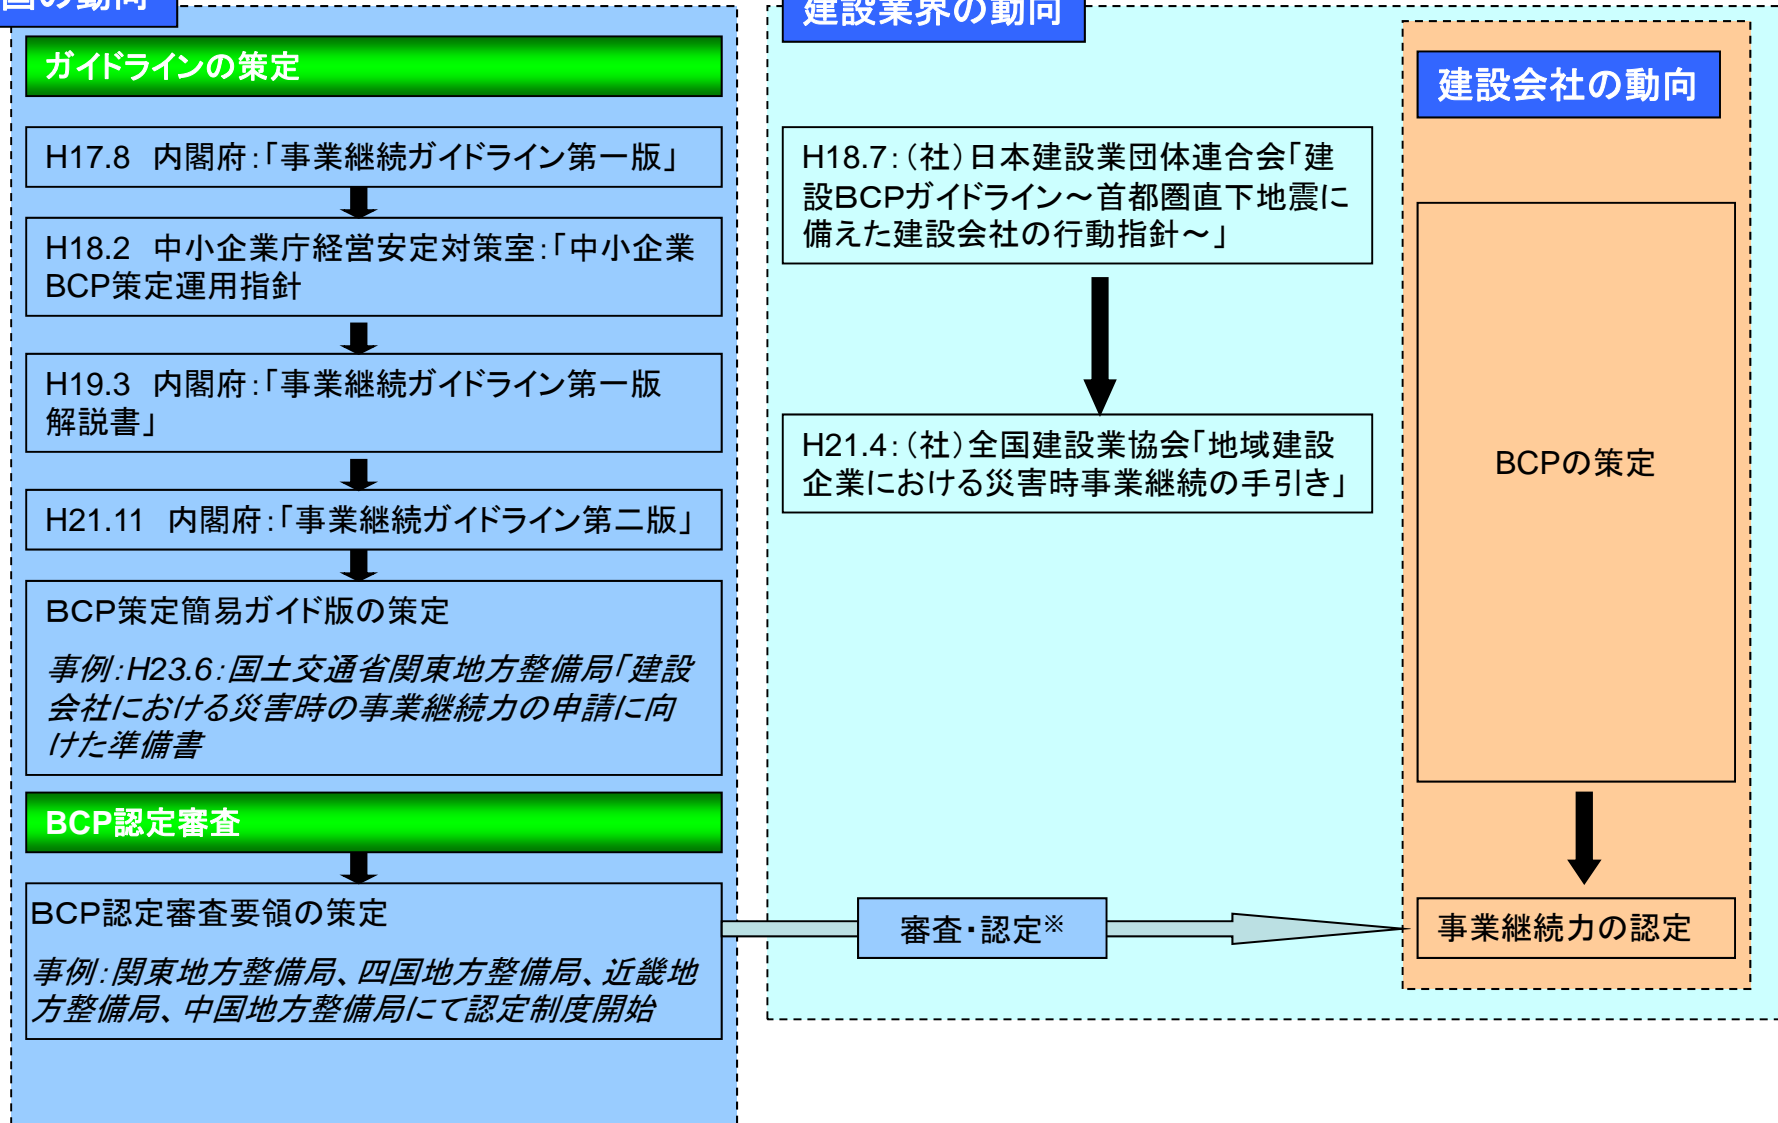 国の動向
ガイドラインの策定
H17.8 内閣府:「事業継続ガイドライン第一版」
H18.2 中小企業庁経営安定対策室:「中小企業
BCP策定運用指針
H19.3 内閣府:「事業継続ガイドライン第一版
解説書」
H21.11 内閣府:「事業継続ガイドライン第二版」
BCP策定簡易ガイド版の策定
事例:H23.6:国土交通省関東地方整備局「建設
会社における災害時の事業継続力の申請に向
けた準備書
BCP認定審査
BCP認定審査要領の策定
事例:関東地方整備局、四国地方整備局、近畿地
方整備局、中国地方整備局にて認定制度開始
建設業界の動向
H18.7:(社)日本建設業団体連合会「建
設BCPガイドライン～首都圏直下地震に
備えた建設会社の行動指針～」
H21.4:(社)全国建設業協会「地域建設
企業における災害時事業継続の手引き」
審査・認定※
建設会社の動向
BCPの策定
事業継続力の認定